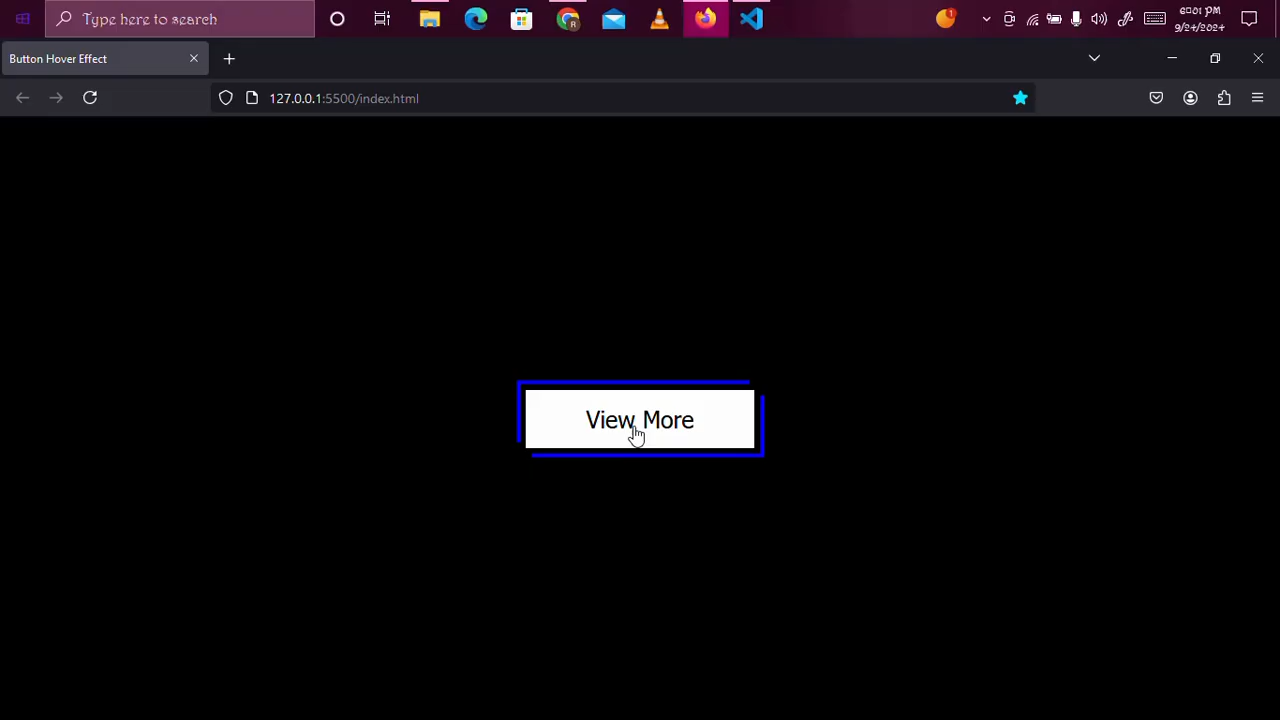 Type here to search
6:01 PM
9/24/2024
Button Hover Effect
127.0.0.1:5500/index.html
View More